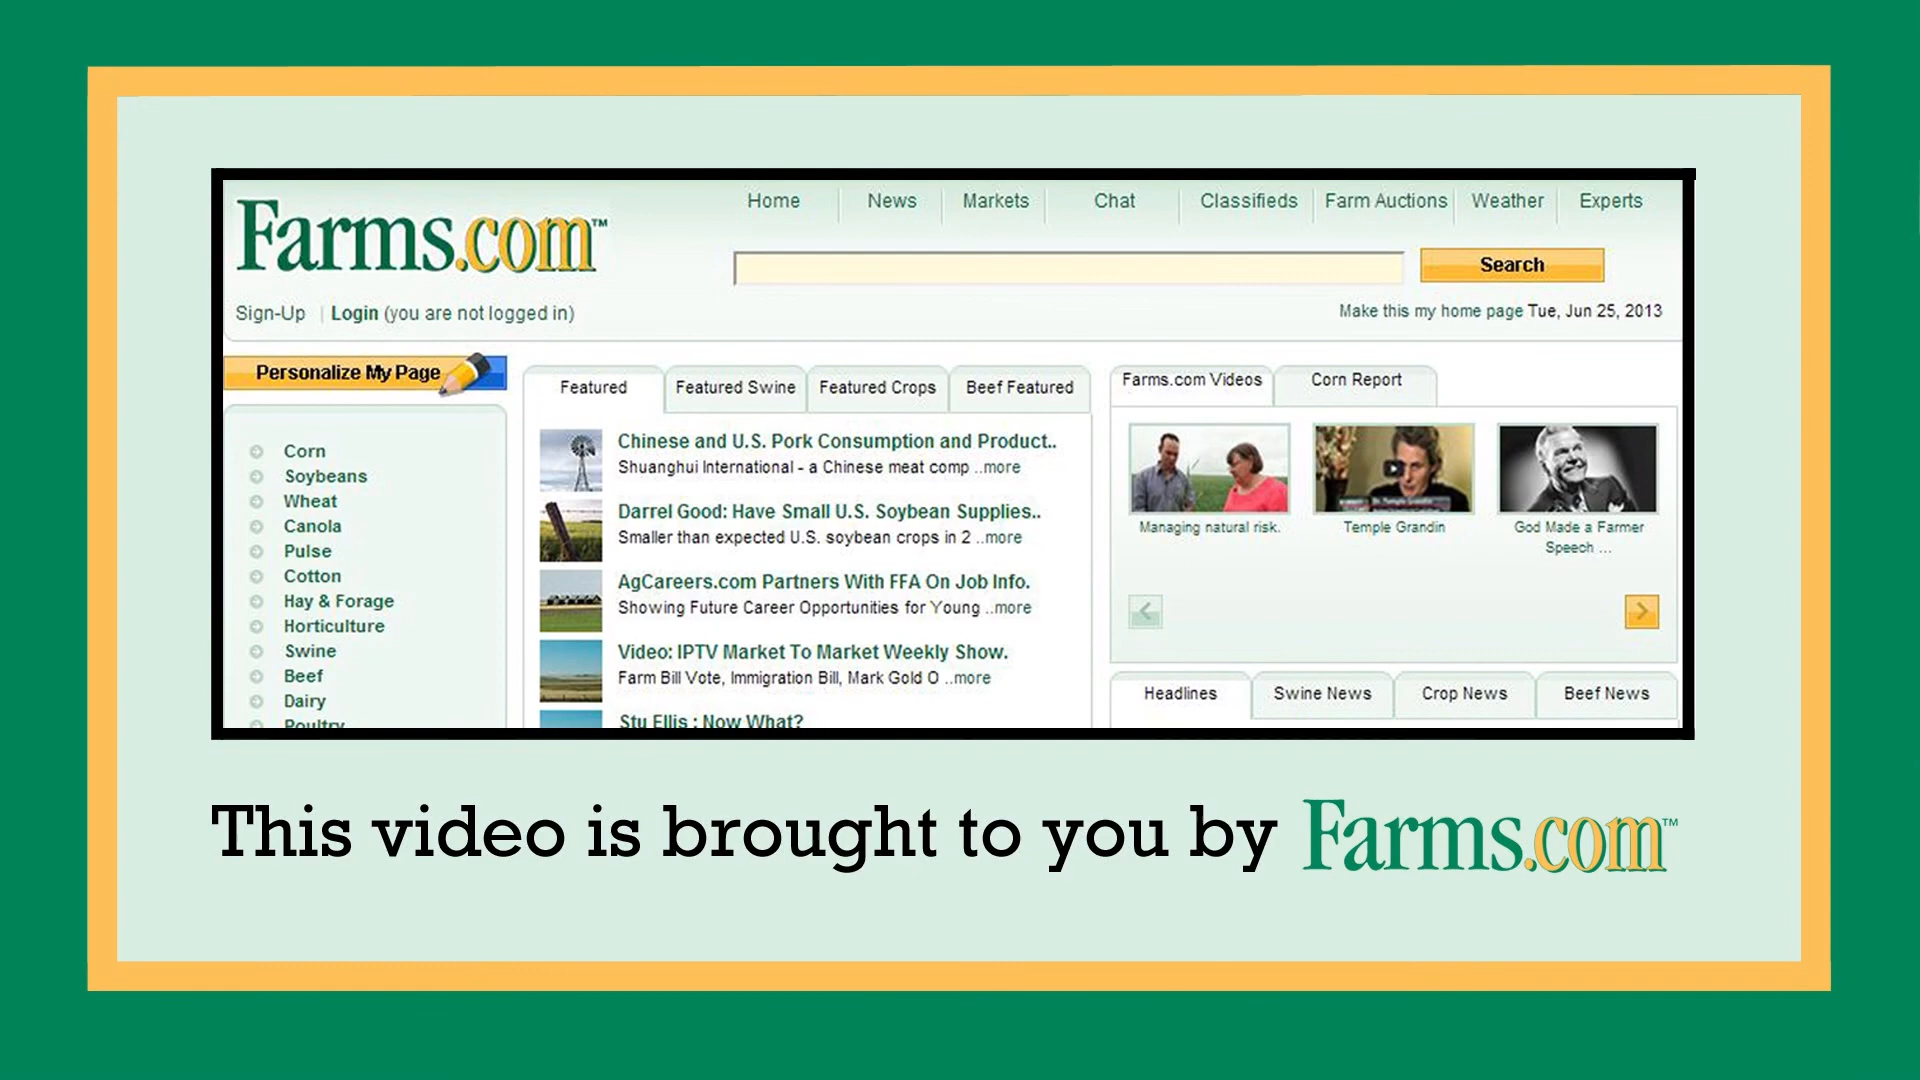 Farms.com™
Home News Markets Chat Classifieds Farm Auctions Weather Experts
Search
Sign-Up | Login (you are not logged in)
Make this my home page Tue, Jun 25, 2013
Personalize My Page
Corn
Soybeans
Wheat
Canola
Pulse
Cotton
Hay & Forage
Horticulture
Swine
Beef
Dairy
Poultry
Featured Featured Swine Featured Crops Beef Featured
Chinese and U.S. Pork Consumption and Product..
Shuanghui International - a Chinese meat comp ..more
Darrel Good: Have Small U.S. Soybean Supplies..
Smaller than expected U.S. soybean crops in 2 ..more
AgCareers.com Partners With FFA On Job Info.
Showing Future Career Opportunities for Young ..more
Video: IPTV Market To Market Weekly Show.
Farm Bill Vote, Immigration Bill, Mark Gold O ..more
Stu Ellis : Now What?
Farms.com Videos Corn Report
Managing natural risk.
Temple Grandin
God Made a Farmer
Speech ...
Headlines Swine News Crop News Beef News
This video is brought to you by Farms.com™